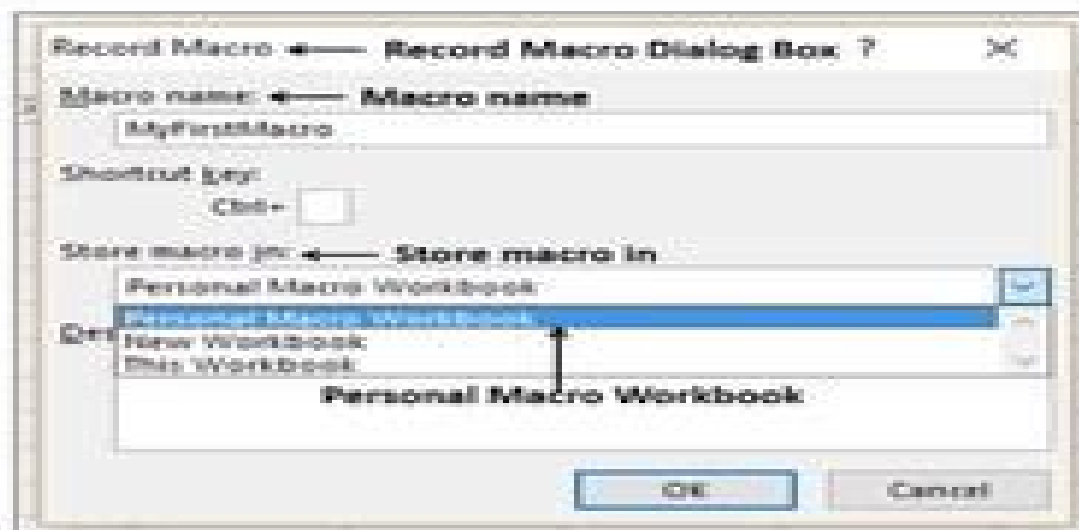 Record Macro Record Macro Dialog Box ?
Macro name: Macro name
MyFirstMacro
Shortcut key:
Ctrl+
Store macro in: Store macro in
Personal Macro Workbook
Personal Macro Workbook
Des
New Workbook
This Workbook
Personal Macro Workbook
OK Cancel